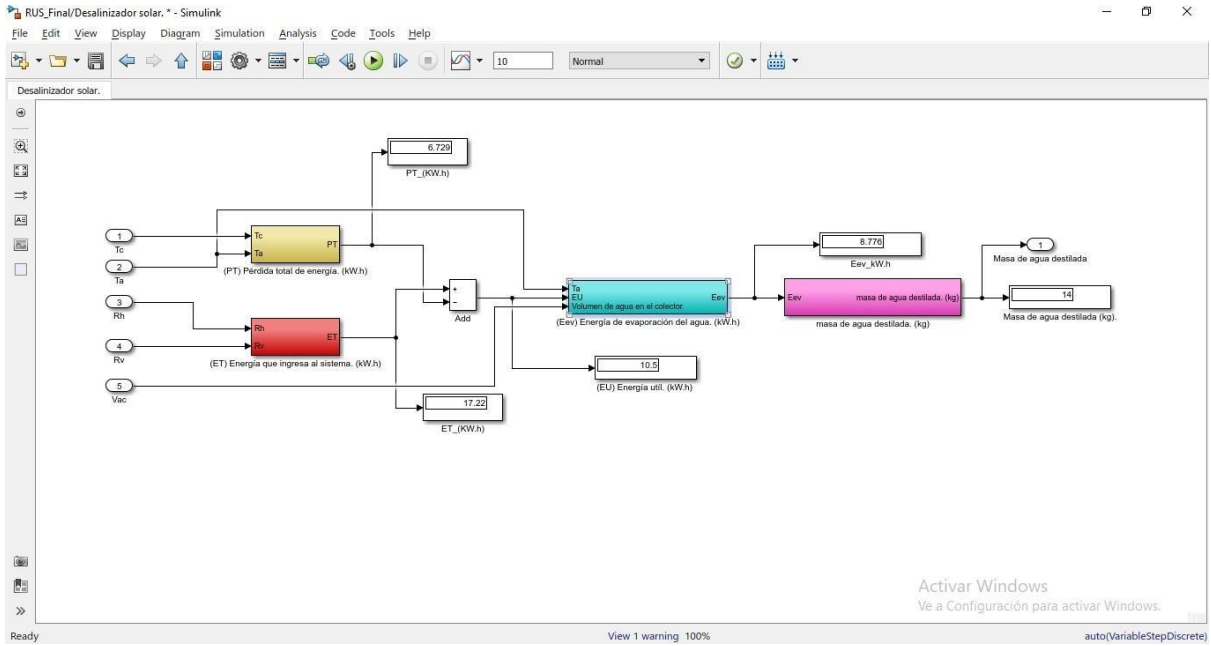 RUS_Final/Desalinizador solar. * - Simulink
File Edit View Display Diagram Simulation Analysis Code Tools Help
10 Normal
Desalinizador solar.
6.729
PT_(KW.h)
1
Tc
2
Ta
Tc
Ta
PT
(PT) Pérdida total de energía. (kW.h)
3
Rh
4
Rv
Rh
Rv
ET
(ET) Energía que ingresa al sistema. (kW.h)
5
Vac
17.22
ET_(KW.h)
+
−
Add
Ta
EU
Volumen de agua en el colector.
Eev
(Eev) Energía de evaporación del agua. (kW.h)
10.5
(EU) Energía utíl. (kW.h)
8.776
Eev_kW.h
Eev
masa de agua destilada. (kg)
masa de agua destilada. (kg)
1
Masa de agua destilada
14
Masa de agua destilada (kg).
Activar Windows
Ve a Configuración para activar Windows.
Ready
View 1 warning 100%
auto(VariableStepDiscrete)